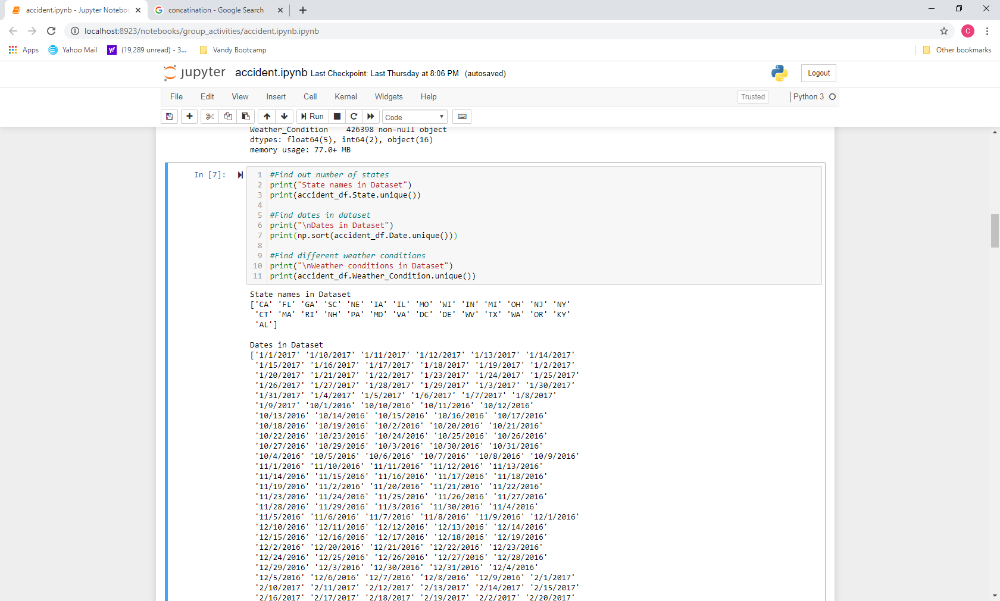 accident.ipynb - Jupyter Noteboo
concatination - Google Search
localhost:8923/notebooks/group_activities/accident.ipynb.ipynb
C
Apps
Yahoo Mail
y!
(19,289 unread) - 3...
Vandy Bootcamp
Other bookmarks
jupyter
accident.ipynb Last Checkpoint: Last Thursday at 8:06 PM (autosaved)
Logout
File Edit View Insert Cell Kernel Widgets Help
Trusted
Python 3
Run
Code
Weather_Condition    426398 non-null object
dtypes: float64(5), int64(2), object(16)
memory usage: 77.0+ MB
In [7]:
1 #Find out number of states
2 print("State names in Dataset")
3 print(accident_df.State.unique())
4
5 #Find dates in dataset
6 print("\nDates in Dataset")
7 print(np.sort(accident_df.Date.unique()))
8
9 #Find different weather conditions
10 print("\nWeather conditions in Dataset")
11 print(accident_df.Weather_Condition.unique())
State names in Dataset
['CA' 'FL' 'GA' 'SC' 'NE' 'IA' 'IL' 'MO' 'WI' 'IN' 'MI' 'OH' 'NJ' 'NY'
'CT' 'MA' 'RI' 'NH' 'PA' 'MD' 'VA' 'DC' 'DE' 'WV' 'TX' 'WA' 'OR' 'KY'
'AL']
Dates in Dataset
['1/1/2017' '1/10/2017' '1/11/2017' '1/12/2017' '1/13/2017' '1/14/2017'
'1/15/2017' '1/16/2017' '1/17/2017' '1/18/2017' '1/19/2017' '1/2/2017'
'1/20/2017' '1/21/2017' '1/22/2017' '1/23/2017' '1/24/2017' '1/25/2017'
'1/26/2017' '1/27/2017' '1/28/2017' '1/29/2017' '1/3/2017' '1/30/2017'
'1/31/2017' '1/4/2017' '1/5/2017' '1/6/2017' '1/7/2017' '1/8/2017'
'1/9/2017' '10/1/2016' '10/10/2016' '10/11/2016' '10/12/2016'
'10/13/2016' '10/14/2016' '10/15/2016' '10/16/2016' '10/17/2016'
'10/18/2016' '10/19/2016' '10/2/2016' '10/20/2016' '10/21/2016'
'10/22/2016' '10/23/2016' '10/24/2016' '10/25/2016' '10/26/2016'
'10/27/2016' '10/29/2016' '10/3/2016' '10/30/2016' '10/31/2016'
'10/4/2016' '10/5/2016' '10/6/2016' '10/7/2016' '10/8/2016' '10/9/2016'
'11/1/2016' '11/10/2016' '11/11/2016' '11/12/2016' '11/13/2016'
'11/14/2016' '11/15/2016' '11/16/2016' '11/17/2016' '11/18/2016'
'11/19/2016' '11/2/2016' '11/20/2016' '11/21/2016' '11/22/2016'
'11/23/2016' '11/24/2016' '11/25/2016' '11/26/2016' '11/27/2016'
'11/28/2016' '11/29/2016' '11/3/2016' '11/30/2016' '11/4/2016'
'11/5/2016' '11/6/2016' '11/7/2016' '11/8/2016' '11/9/2016' '12/1/2016'
'12/10/2016' '12/11/2016' '12/12/2016' '12/13/2016' '12/14/2016'
'12/15/2016' '12/16/2016' '12/17/2016' '12/18/2016' '12/19/2016'
'12/2/2016' '12/20/2016' '12/21/2016' '12/22/2016' '12/23/2016'
'12/24/2016' '12/25/2016' '12/26/2016' '12/27/2016' '12/28/2016'
'12/29/2016' '12/3/2016' '12/30/2016' '12/31/2016' '12/4/2016'
'12/5/2016' '12/6/2016' '12/7/2016' '12/8/2016' '12/9/2016' '2/1/2017'
'2/10/2017' '2/11/2017' '2/12/2017' '2/13/2017' '2/14/2017' '2/15/2017'
'2/16/2017' '2/17/2017' '2/18/2017' '2/19/2017' '2/2/2017' '2/20/2017'